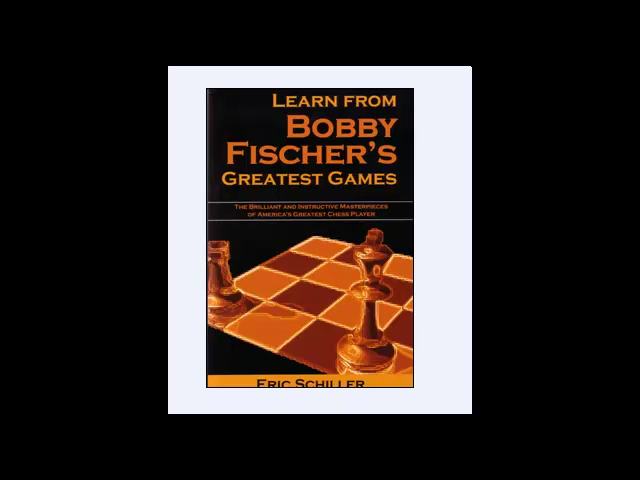 LEARN FROM
BOBBY
FISCHER'S
GREATEST GAMES
THE BRILLIANT AND INSTRUCTIVE MASTERPIECES
OF AMERICA'S GREATEST CHESS PLAYER
ERIC SCHILLER